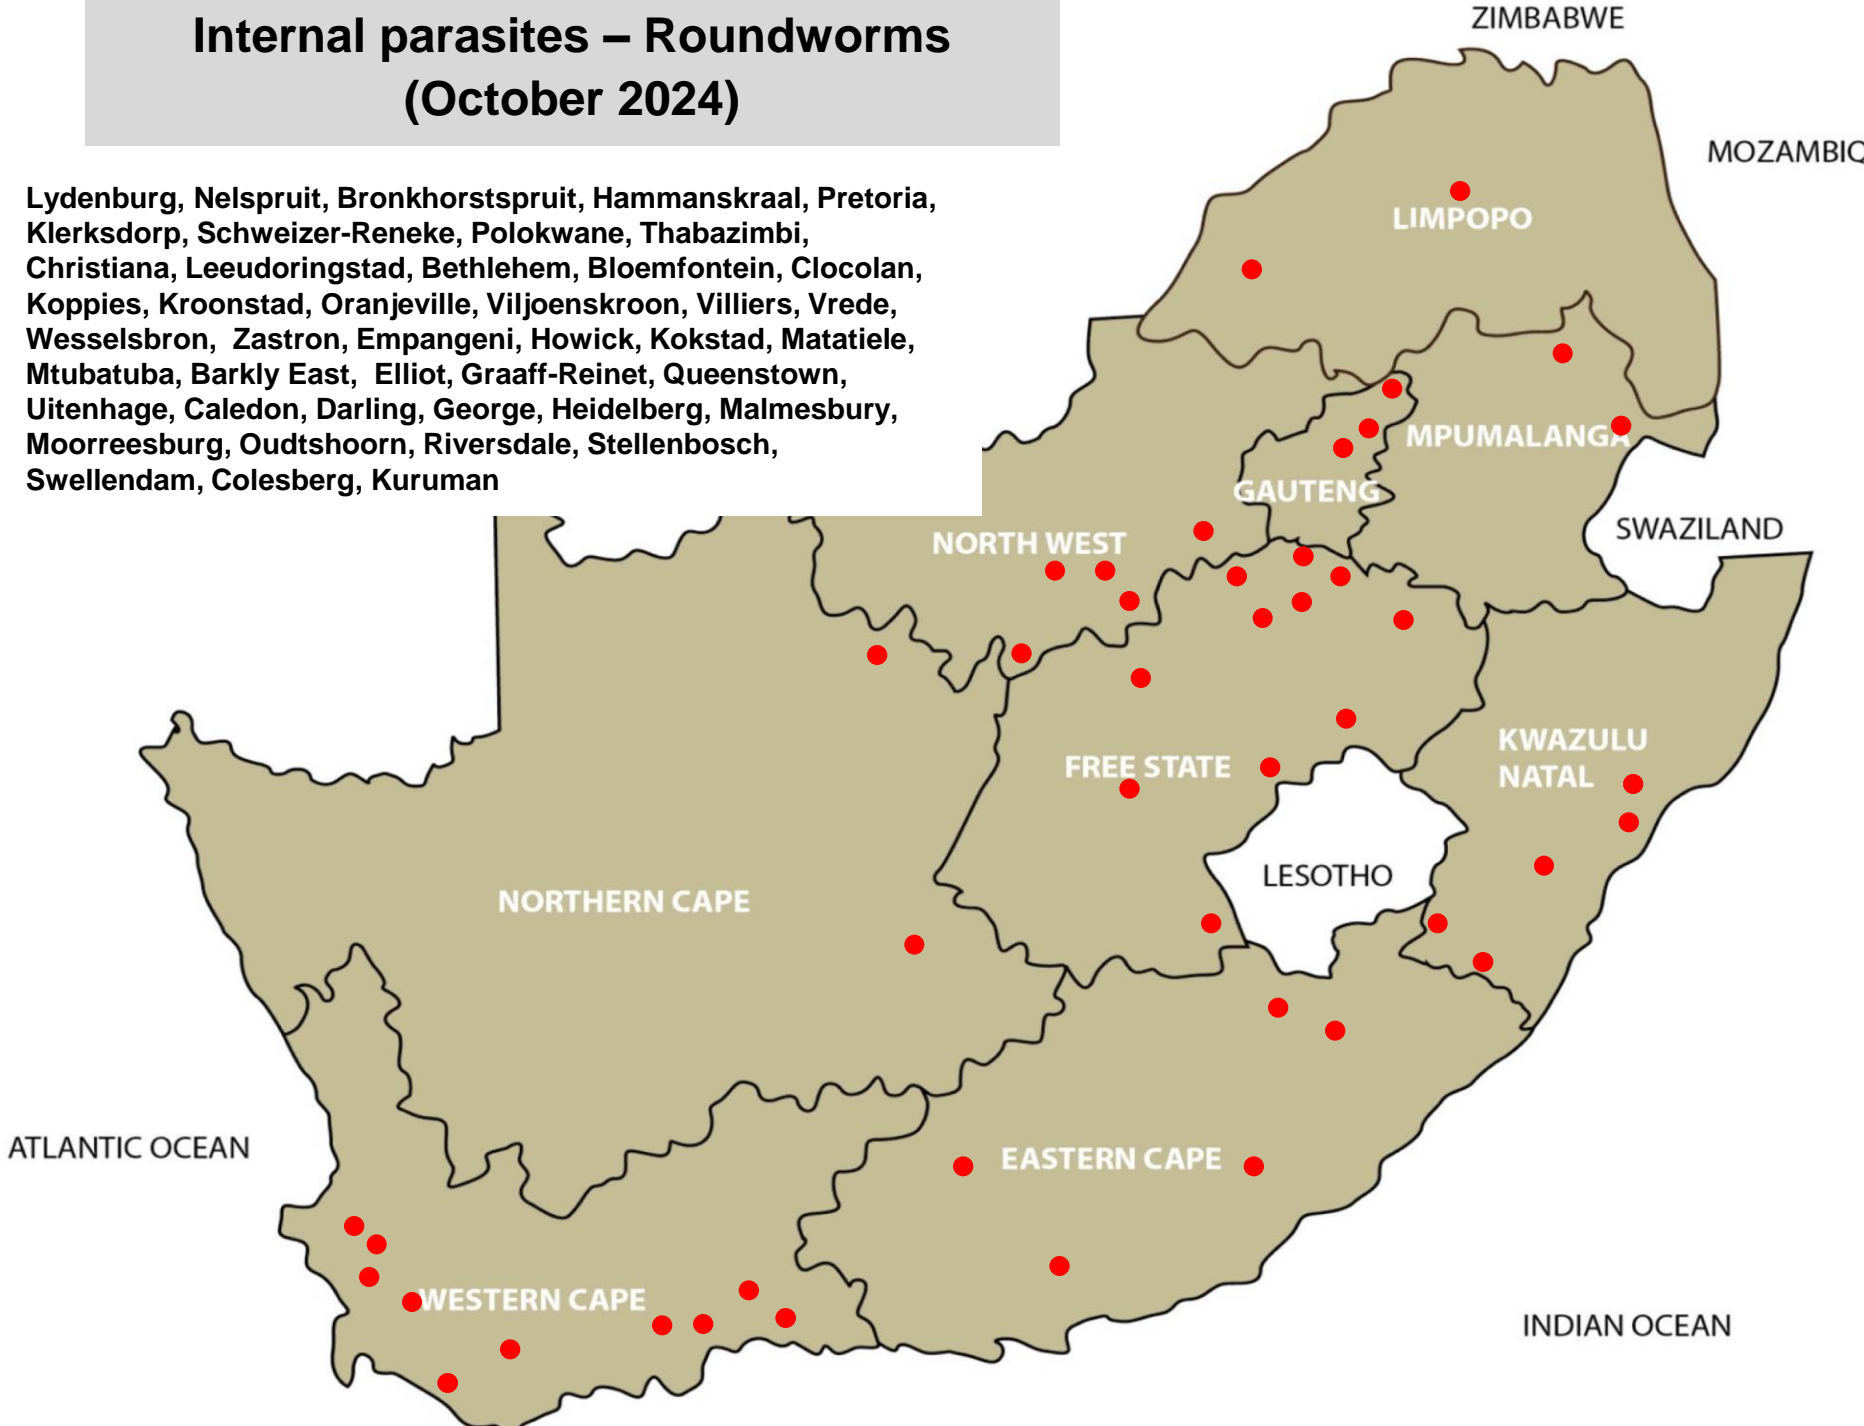 Internal parasites – Roundworms
(October 2024)
Lydenburg, Nelspruit, Bronkhorstspruit, Hammanskraal, Pretoria,
Klerksdorp, Schweizer-Reneke, Polokwane, Thabazimbi,
Christiana, Leeudoringstad, Bethlehem, Bloemfontein, Clocolan,
Koppies, Kroonstad, Oranjeville, Viljoenskroon, Villiers, Vrede,
Wesselsbron, Zastron, Empangeni, Howick, Kokstad, Matatiele,
Mtubatuba, Barkly East, Elliot, Graaff-Reinet, Queenstown,
Uitenhage, Caledon, Darling, George, Heidelberg, Malmesbury,
Moorreesburg, Oudtshoorn, Riversdale, Stellenbosch,
Swellendam, Colesberg, Kuruman
ZIMBABWE
MOZAMBIQ
LIMPOPO
MPUMALANGA
GAUTENG
SWAZILAND
NORTH WEST
KWAZULU
NATAL
FREE STATE
LESOTHO
NORTHERN CAPE
ATLANTIC OCEAN
EASTERN CAPE
WESTERN CAPE
INDIAN OCEAN